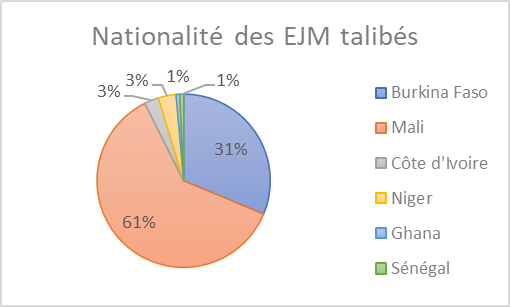 Nationalité des EJM talibés
3%
3%
1%
1%
31%
61%
Burkina Faso
Mali
Côte d'Ivoire
Niger
Ghana
Sénégal